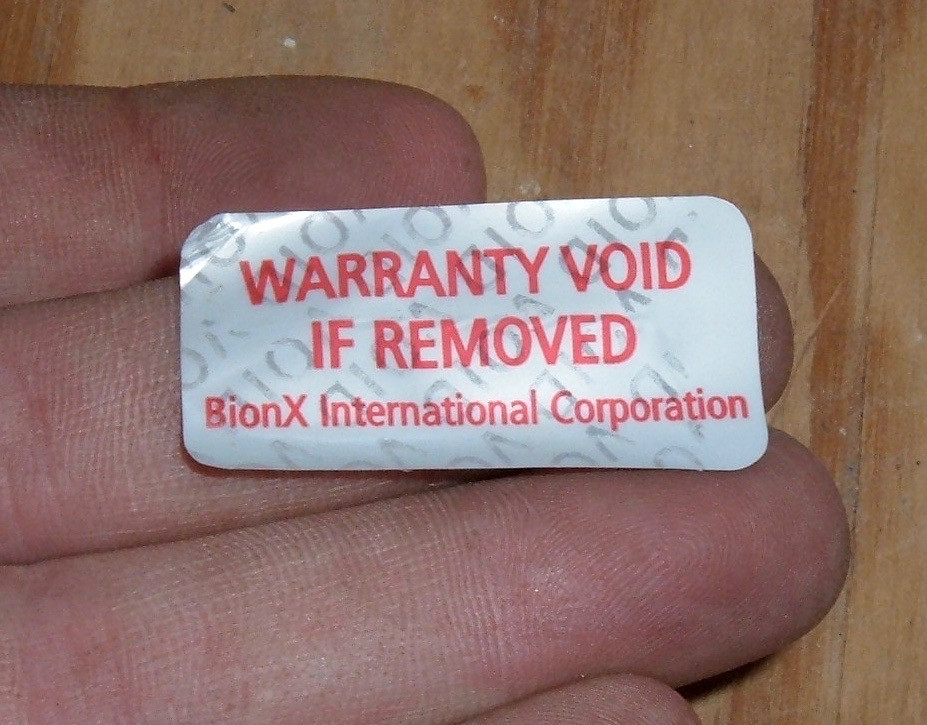 WARRANTY VOID
IF REMOVED
BionX International Corporation